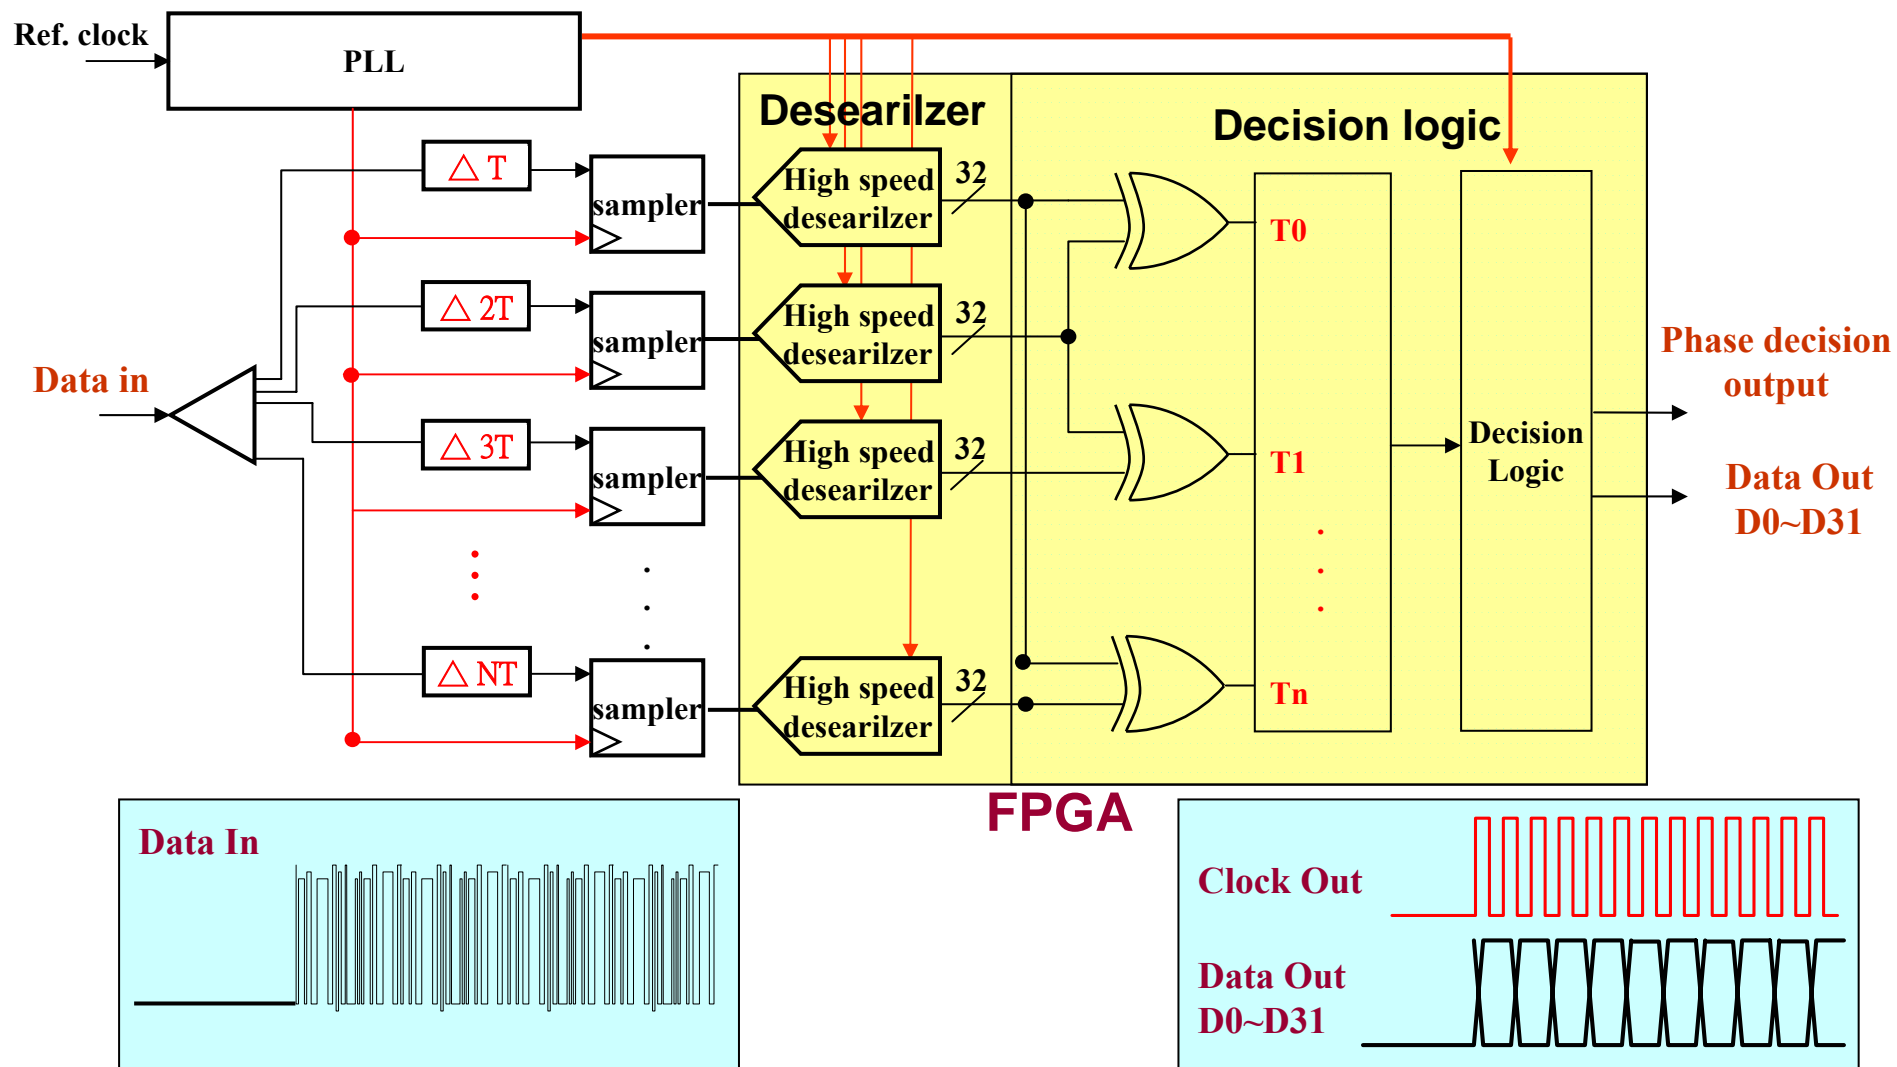 Ref. clock
PLL
Desearilzer
Decision logic
△ T
sampler
High speed
desearilzer
32
T0
△ 2T
sampler
High speed
desearilzer
32
Data in
△ 3T
sampler
High speed
desearilzer
32
T1
Decision
Logic
Phase decision
output
Data Out
D0~D31
△ NT
sampler
High speed
desearilzer
32
Tn
FPGA
Data In
Clock Out
Data Out
D0~D31